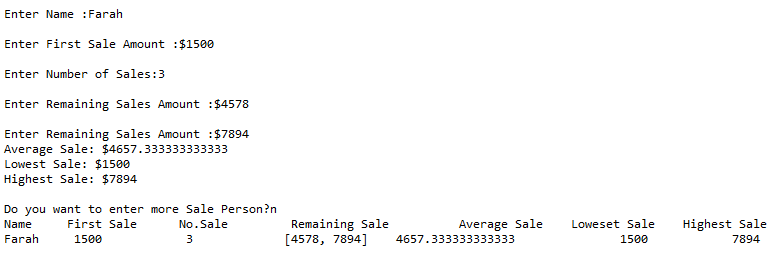 Enter Name :Farah
Enter First Sale Amount :$1500
Enter Number of Sales:3
Enter Remaining Sales Amount :$4578
Enter Remaining Sales Amount :$7894
Average Sale: $4657.333333333333
Lowest Sale: $1500
Highest Sale: $7894
Do you want to enter more Sale Person?n
Name First Sale No.Sale Remaining Sale Average Sale Loweset Sale Highest Sale
Farah 1500 3 [4578, 7894] 4657.333333333333 1500 7894